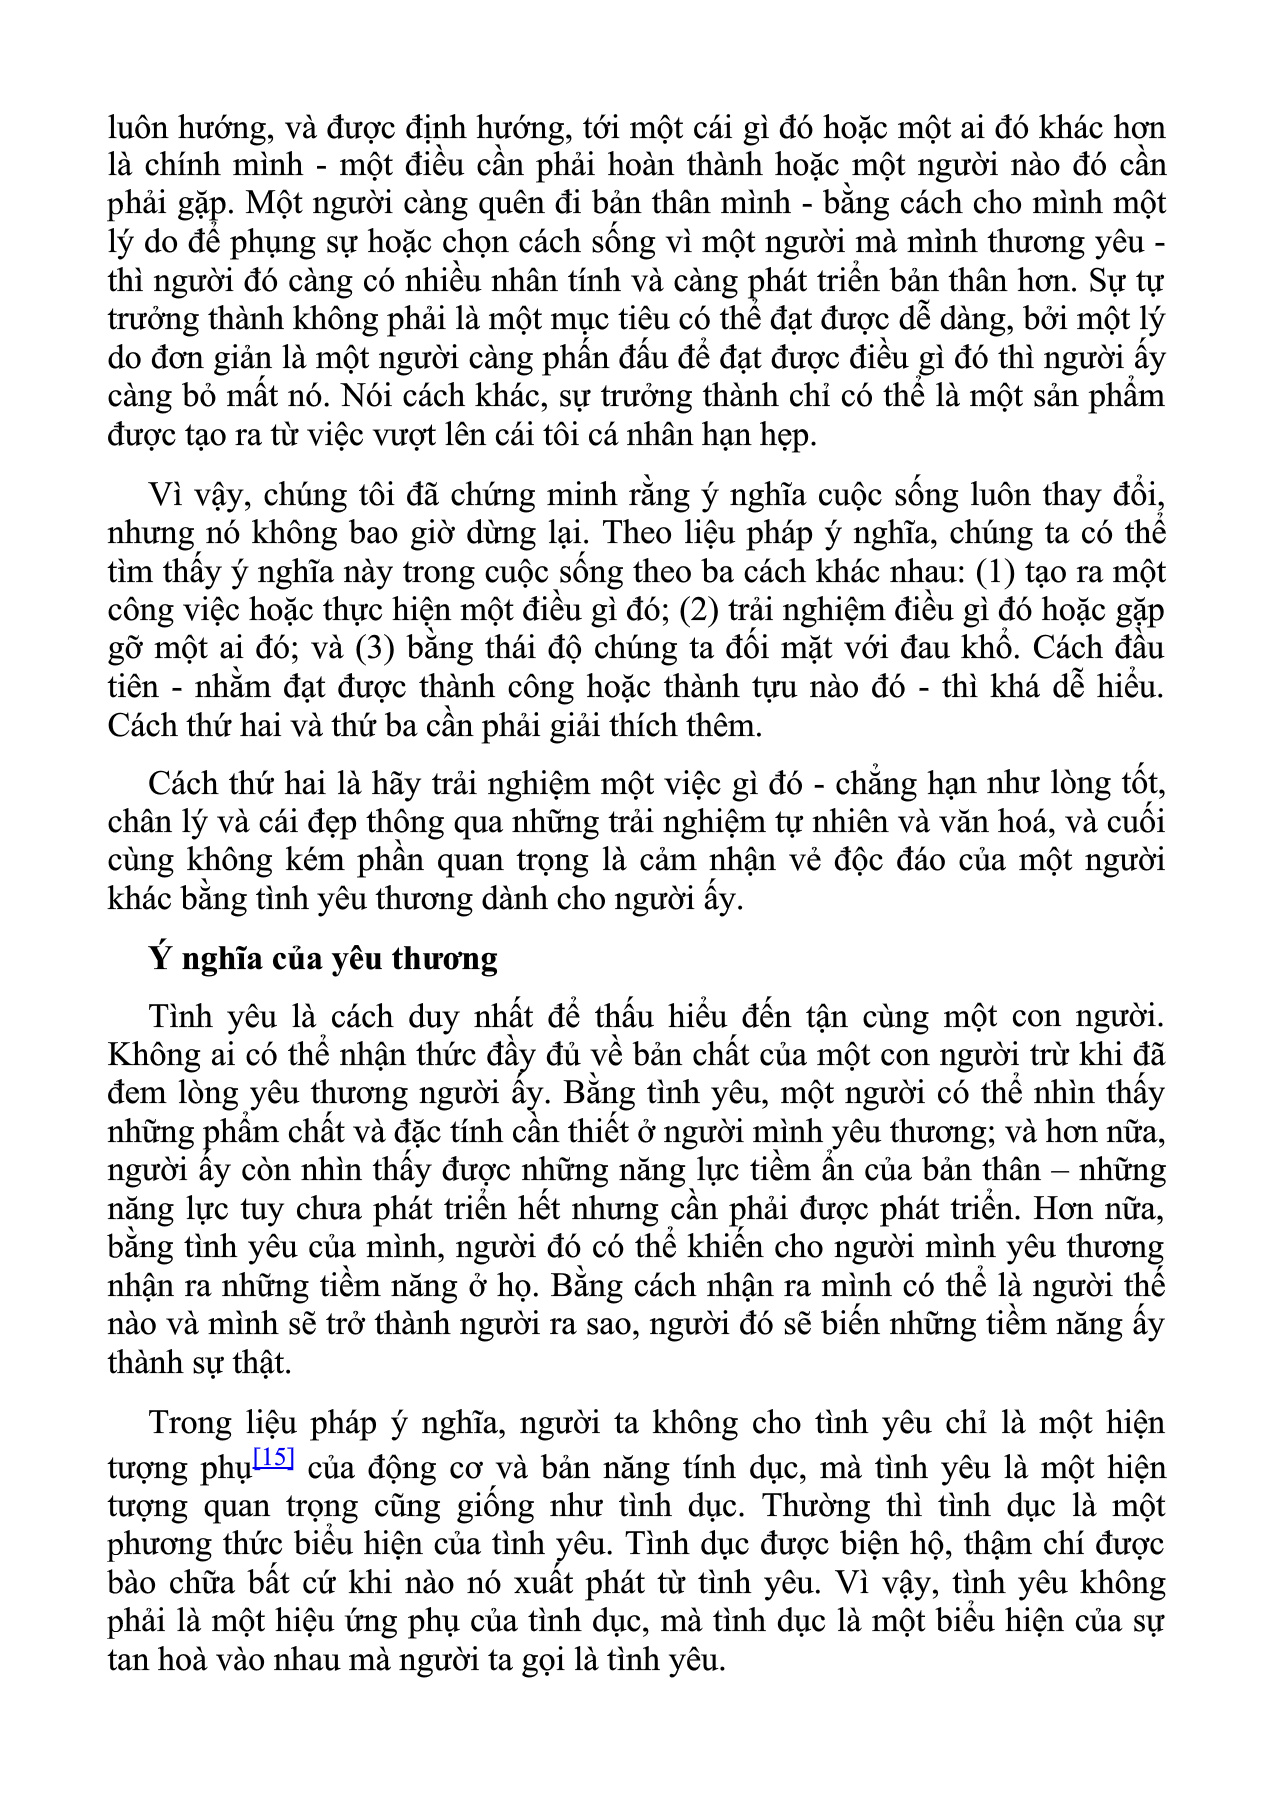 luôn hướng, và được định hướng, tới một cái gì đó hoặc một ai đó khác hơn
là chính mình - một điều cần phải hoàn thành hoặc một người nào đó cần
phải gặp. Một người càng quên đi bản thân mình - bằng cách cho mình một
lý do để phụng sự hoặc chọn cách sống vì một người mà mình thương yêu -
thì người đó càng có nhiều nhân tính và càng phát triển bản thân hơn. Sự tự
trưởng thành không phải là một mục tiêu có thể đạt được dễ dàng, bởi một lý
do đơn giản là một người càng phấn đấu để đạt được điều gì đó thì người ấy
càng bỏ mất nó. Nói cách khác, sự trưởng thành chỉ có thể là một sản phẩm
được tạo ra từ việc vượt lên cái tôi cá nhân hạn hẹp.
Vì vậy, chúng tôi đã chứng minh rằng ý nghĩa cuộc sống luôn thay đổi,
nhưng nó không bao giờ dừng lại. Theo liệu pháp ý nghĩa, chúng ta có thể
tìm thấy ý nghĩa này trong cuộc sống theo ba cách khác nhau: (1) tạo ra một
công việc hoặc thực hiện một điều gì đó; (2) trải nghiệm điều gì đó hoặc gặp
gỡ một ai đó; và (3) bằng thái độ chúng ta đối mặt với đau khổ. Cách đầu
tiên - nhằm đạt được thành công hoặc thành tựu nào đó - thì khá dễ hiểu.
Cách thứ hai và thứ ba cần phải giải thích thêm.
Cách thứ hai là hãy trải nghiệm một việc gì đó - chẳng hạn như lòng tốt,
chân lý và cái đẹp thông qua những trải nghiệm tự nhiên và văn hoá, và cuối
cùng không kém phần quan trọng là cảm nhận vẻ độc đáo của một người
khác bằng tình yêu thương dành cho người ấy.
Ý nghĩa của yêu thương
Tình yêu là cách duy nhất để thấu hiểu đến tận cùng một con người.
Không ai có thể nhận thức đầy đủ về bản chất của một con người trừ khi đã
đem lòng yêu thương người ấy. Bằng tình yêu, một người có thể nhìn thấy
những phẩm chất và đặc tính cần thiết ở người mình yêu thương; và hơn nữa,
người ấy còn nhìn thấy được những năng lực tiềm ẩn của bản thân – những
năng lực tuy chưa phát triển hết nhưng cần phải được phát triển. Hơn nữa,
bằng tình yêu của mình, người đó có thể khiến cho người mình yêu thương
nhận ra những tiềm năng ở họ. Bằng cách nhận ra mình có thể là người thế
nào và mình sẽ trở thành người ra sao, người đó sẽ biến những tiềm năng ấy
thành sự thật.
Trong liệu pháp ý nghĩa, người ta không cho tình yêu chỉ là một hiện
tượng phụ[15] của động cơ và bản năng tính dục, mà tình yêu là một hiện
tượng quan trọng cũng giống như tình dục. Thường thì tình dục là một
phương thức biểu hiện của tình yêu. Tình dục được biện hộ, thậm chí được
bào chữa bất cứ khi nào nó xuất phát từ tình yêu. Vì vậy, tình yêu không
phải là một hiệu ứng phụ của tình dục, mà tình dục là một biểu hiện của sự
tan hoà vào nhau mà người ta gọi là tình yêu.